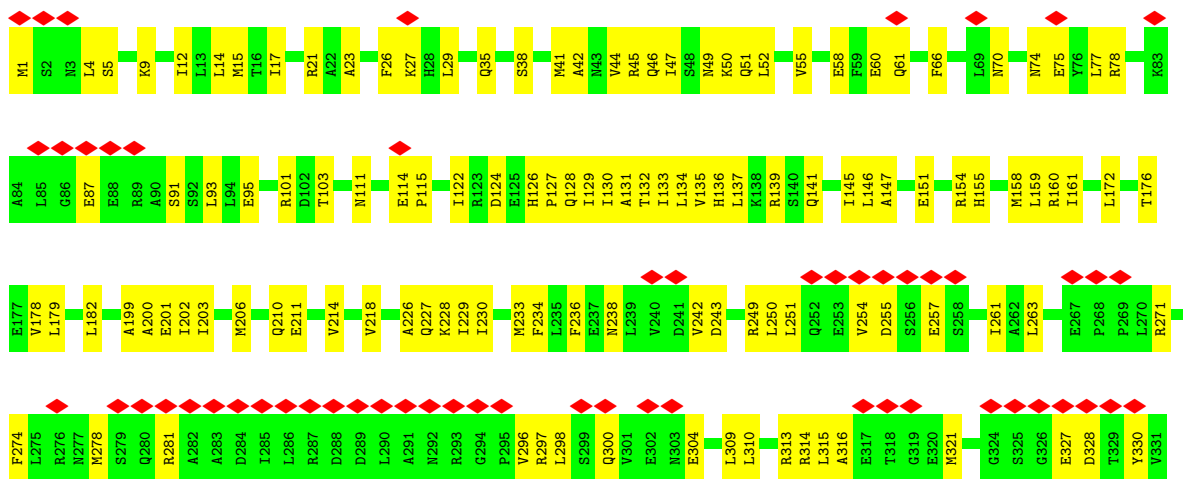 M1 S2 N3 L4 S5 K9 I12 L13 L14 M15 T16 I17 R21 A22 A23 F26 K27 H28 L29 Q35 S38 M41 A42 N43 V44 R45 Q46 I47 S48 N49 K50 Q51 L52 V55 E58 F59 E60 Q61 F66 L69 N70 N74 E75 Y76 L77 R78 K83
A84 L85 G86 E87 E88 R89 A90 S91 S92 L93 L94 E95 R101 D102 T103 N111 E114 P115 I122 R123 D124 E125 H126 P127 Q128 I129 I130 A131 T132 I133 L134 V135 H136 L137 K138 R139 S140 Q141 I145 L146 A147 E151 R154 H155 M158 L159 R160 I161 L172 T176
E177 V178 L179 L182 A199 A200 E201 I202 I203 M206 Q210 E211 V214 V218 A226 Q227 K228 I229 I230 M233 F234 L235 F236 E237 N238 L239 V240 D241 V242 D243 R249 L250 L251 Q252 E253 V254 D255 S256 E257 S258 I261 A262 L263 E267 P268 P269 L270 R271
F274 L275 R276 N277 M278 S279 Q280 R281 A282 A283 D284 I285 L286 R287 D288 D289 L290 A291 N292 R293 G294 P295 V296 R297 L298 S299 Q300 V301 E302 N303 E304 L309 L310 R313 R314 L315 A316 E317 T318 G319 E320 M321 G324 S325 G326 E327 D328 T329 Y330 V331